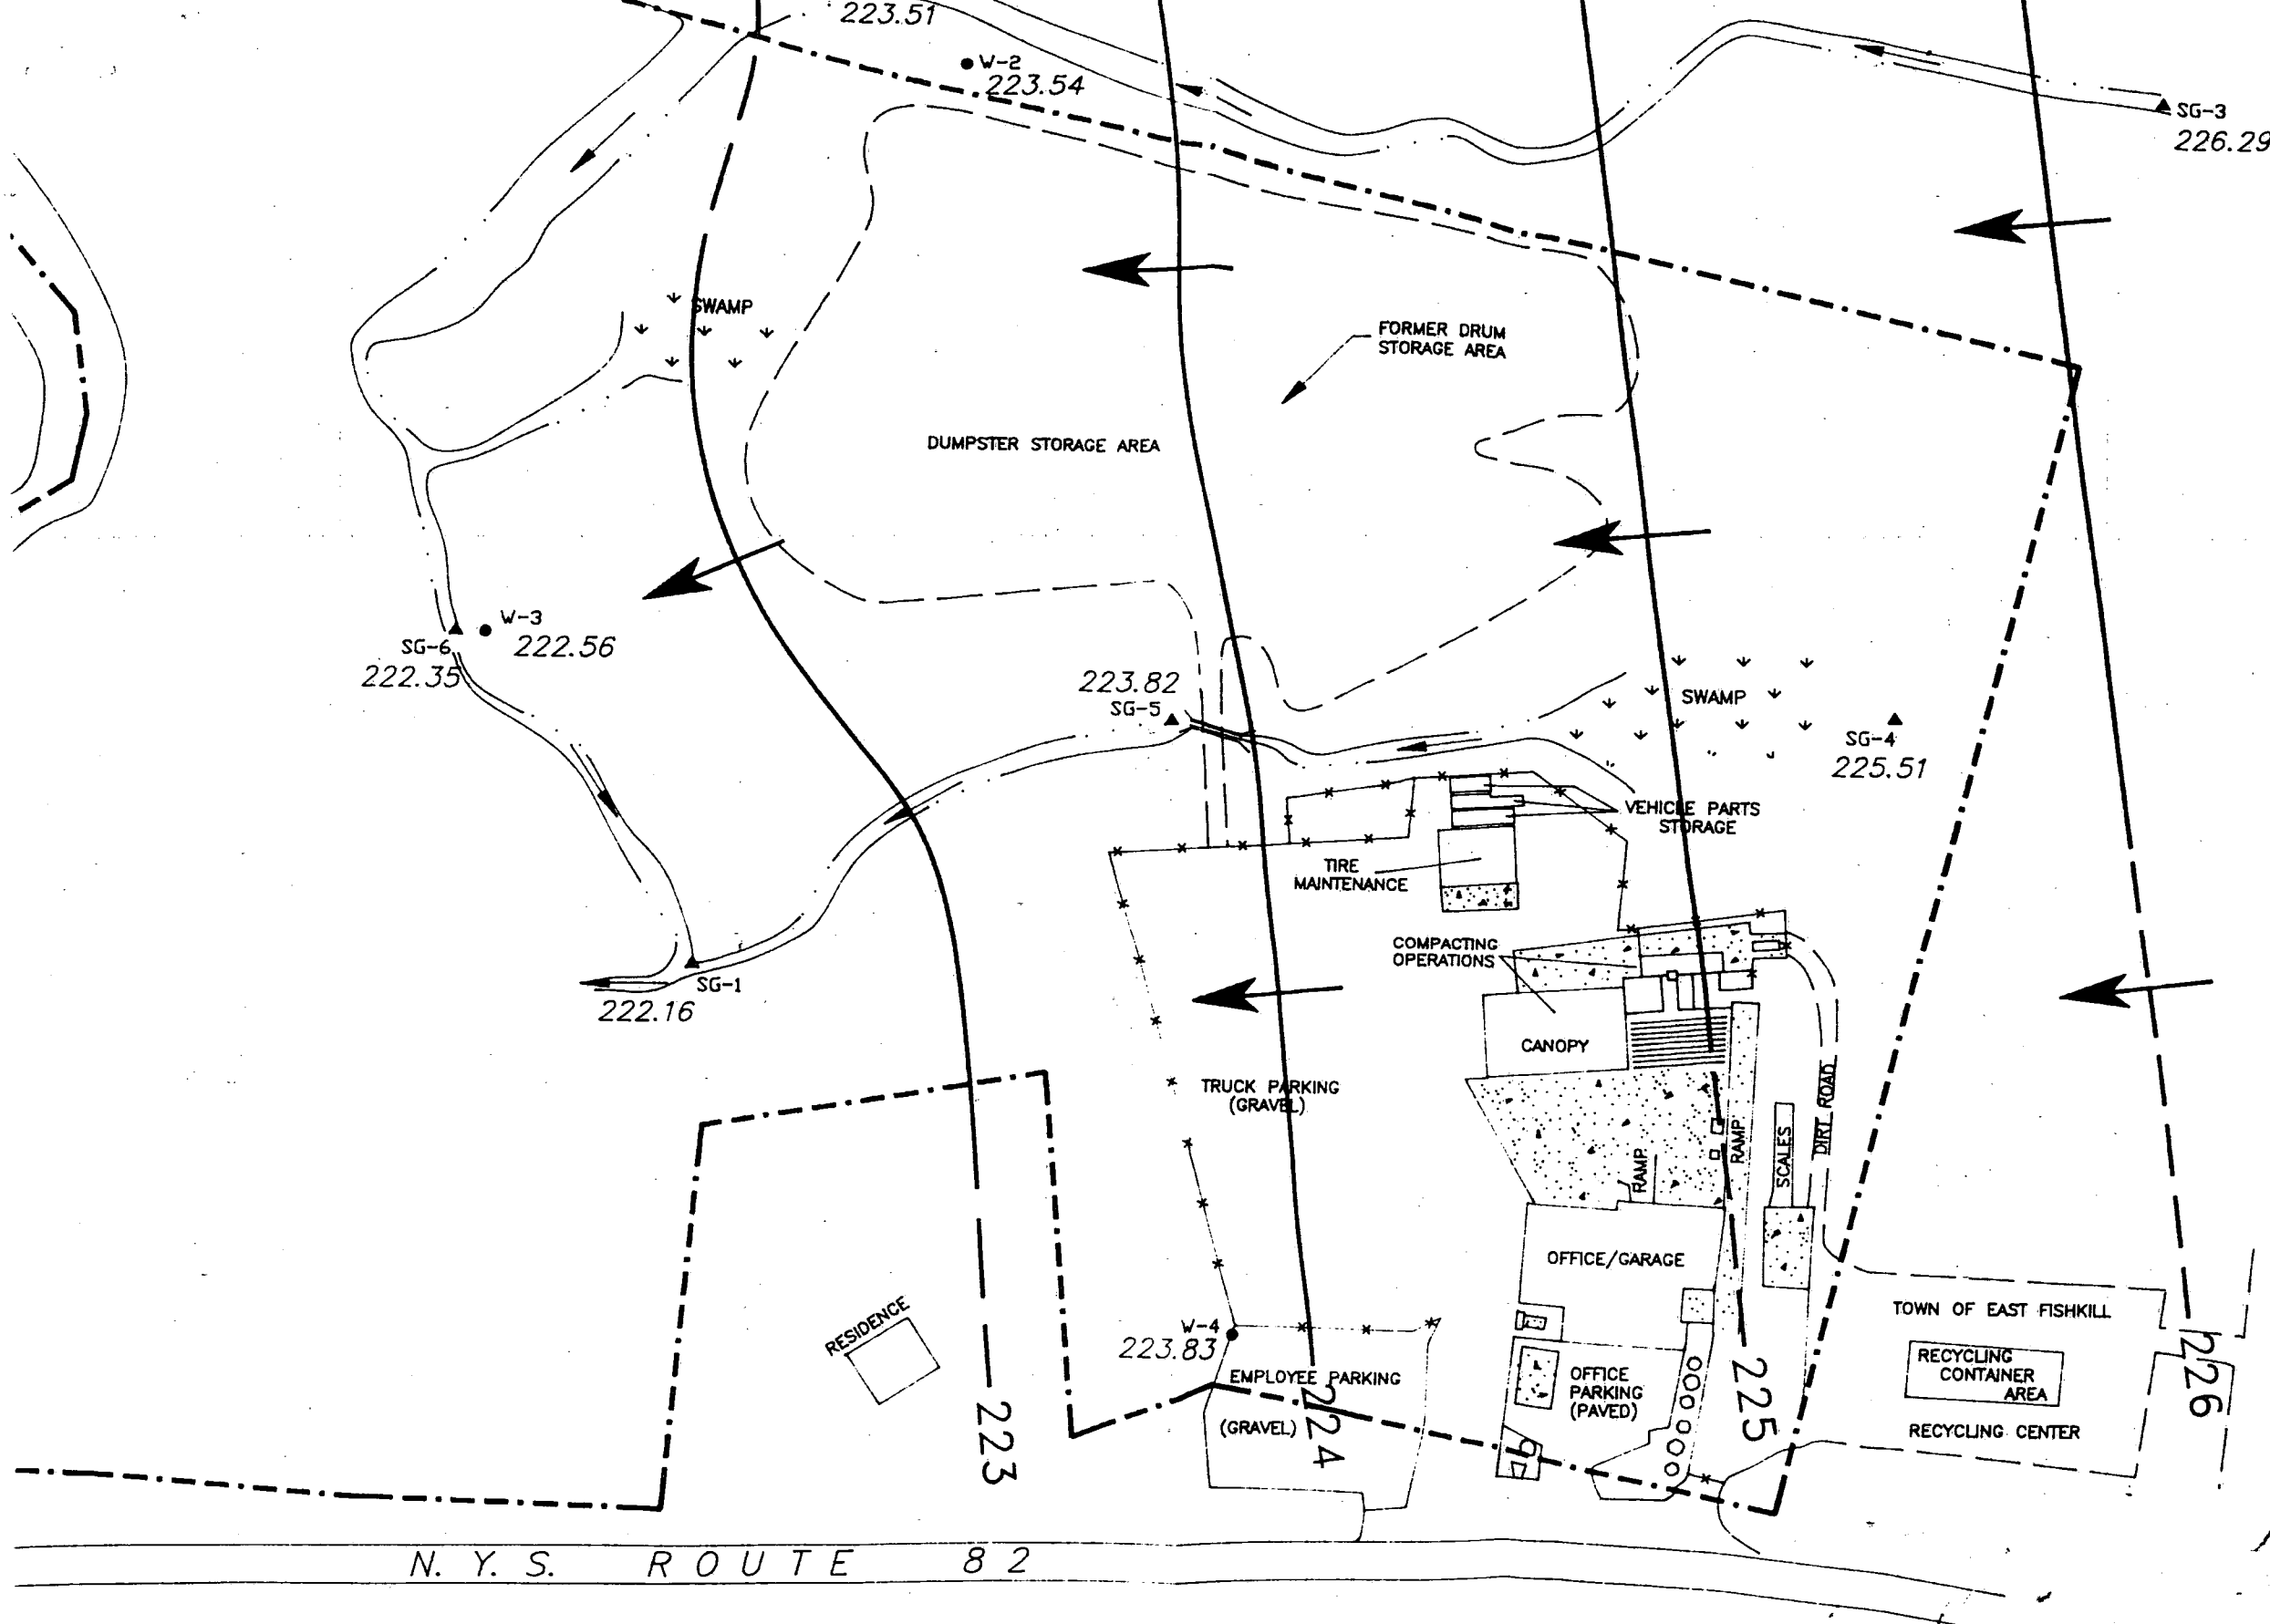 223.51
W-2
223.54
SG-3
226.29
SWAMP
FORMER DRUM
STORAGE AREA
DUMPSTER STORAGE AREA
W-3
222.56
SG-6
222.35
223.82
SG-5
SWAMP
SG-4
225.51
VEHICLE PARTS
STORAGE
TIRE
MAINTENANCE
COMPACTING
OPERATIONS
SG-1
222.16
CANOPY
TRUCK PARKING
(GRAVEL)
RAMP
RAMP
SCALES
DIRT ROAD
OFFICE/GARAGE
RESIDENCE
W-4
223.83
TOWN OF EAST FISHKILL
RECYCLING
CONTAINER
AREA
RECYCLING CENTER
EMPLOYEE PARKING
(GRAVEL)
OFFICE
PARKING
(PAVED)
223
224
225
226
N.Y.S. ROUTE 82